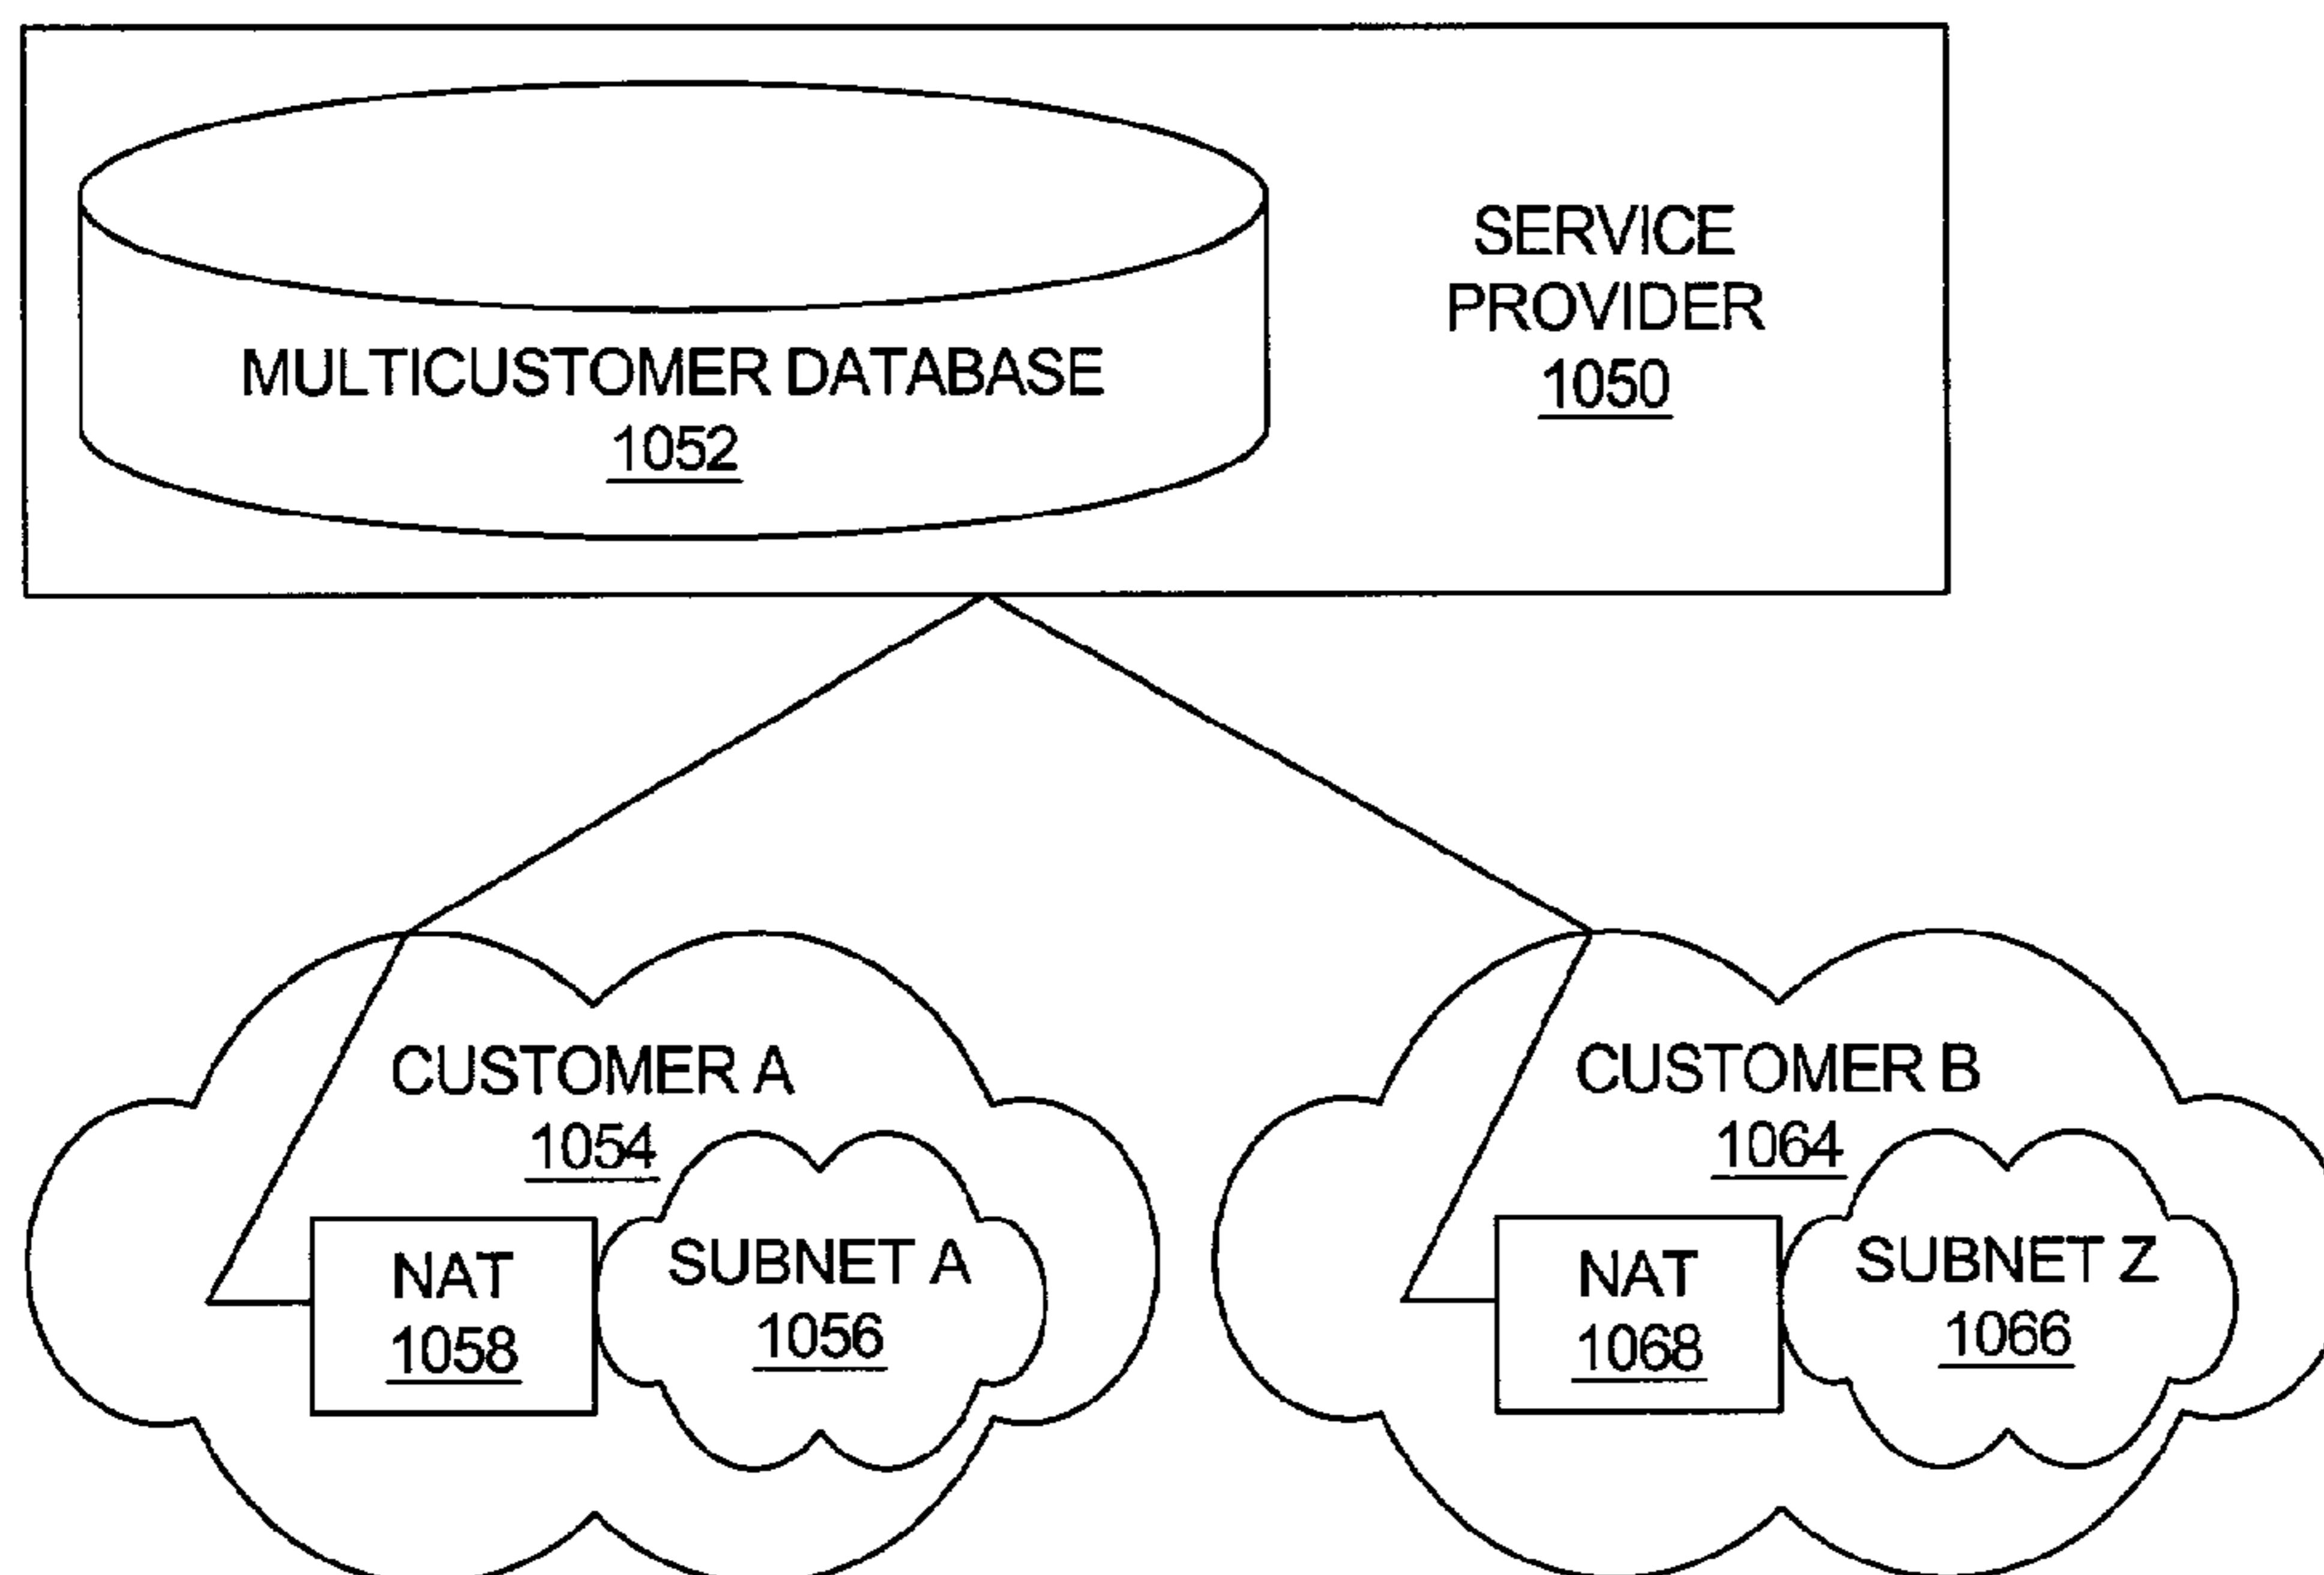 SERVICE
PROVIDER
1050
MULTICUSTOMER DATABASE
1052
CUSTOMER A
1054
NAT
1058
SUBNET A
1056
CUSTOMER B
1064
NAT
1068
SUBNET Z
1066